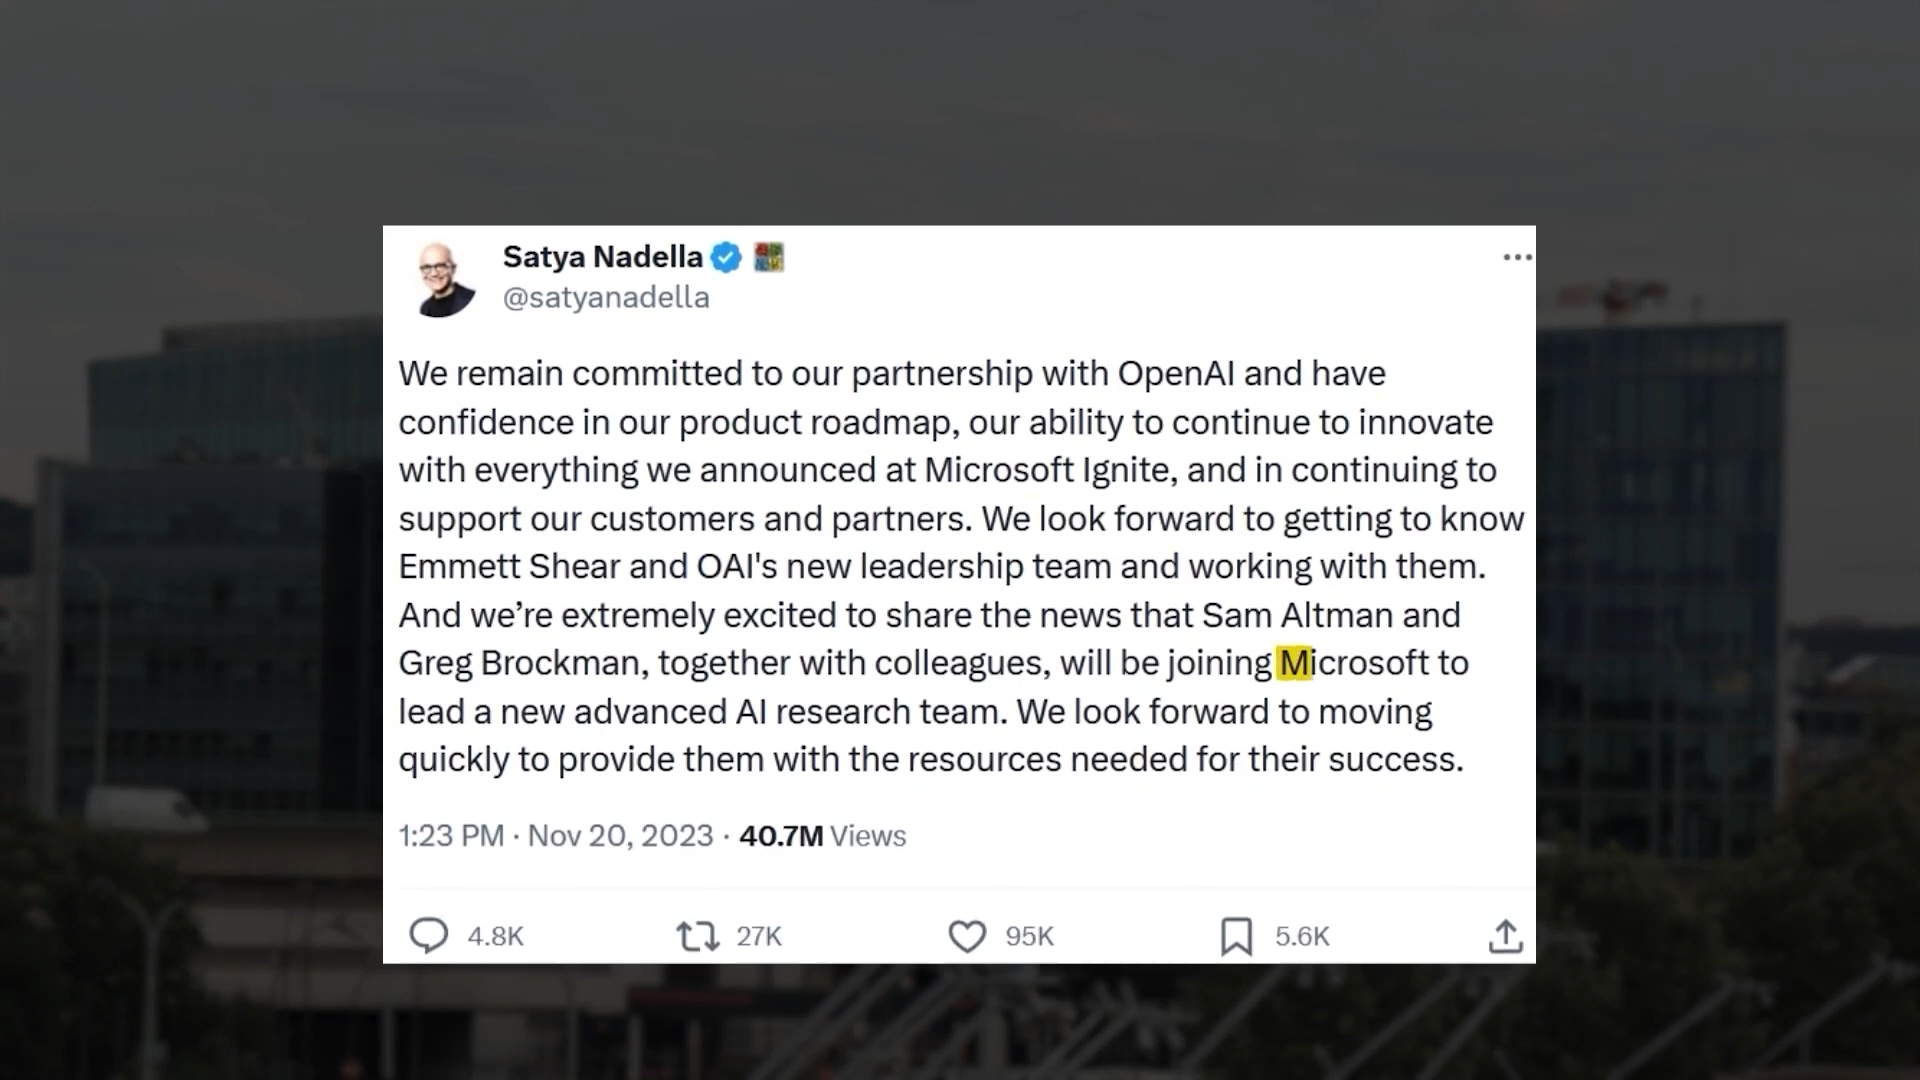 Satya Nadella
@satyanadella
We remain committed to our partnership with OpenAI and have
confidence in our product roadmap, our ability to continue to innovate
with everything we announced at Microsoft Ignite, and in continuing to
support our customers and partners. We look forward to getting to know
Emmett Shear and OAI's new leadership team and working with them.
And we’re extremely excited to share the news that Sam Altman and
Greg Brockman, together with colleagues, will be joining Microsoft to
lead a new advanced AI research team. We look forward to moving
quickly to provide them with the resources needed for their success.
1:23 PM · Nov 20, 2023 · 40.7M Views
4.8K 27K 95K 5.6K